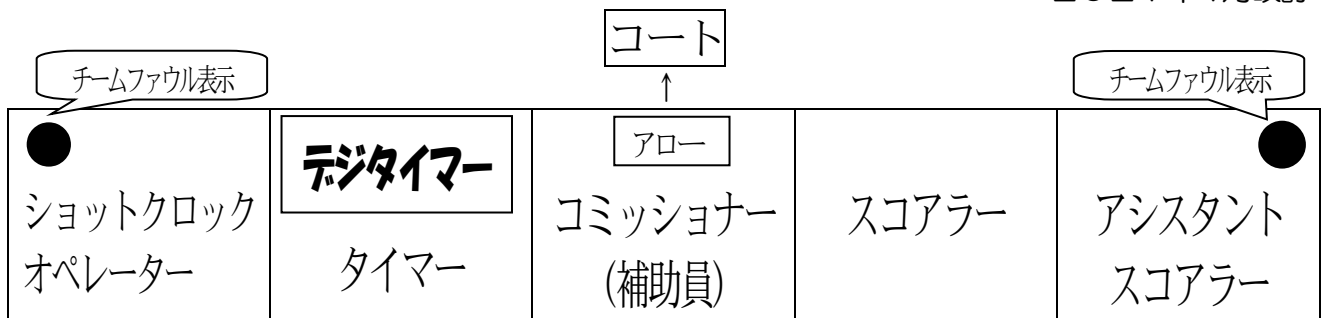 コート
↑
チームファウル表示
チームファウル表示
デジタイマー
アロー
ショットクロック
オペレーター
タイマー
コミッショナー
(補助員)
スコアラー
アシスタント
スコアラー